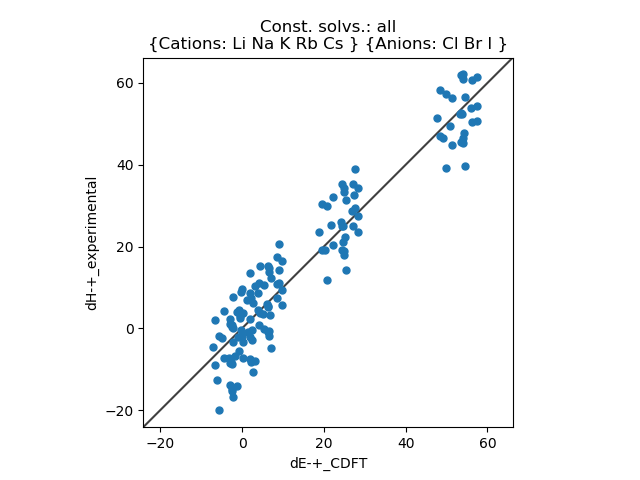 Const. solvs.: all
{Cations: Li Na K Rb Cs } {Anions: Cl Br I }
dH-+_experimental
60
40
20
0
−20
−20 0 20 40 60
dE-+_CDFT